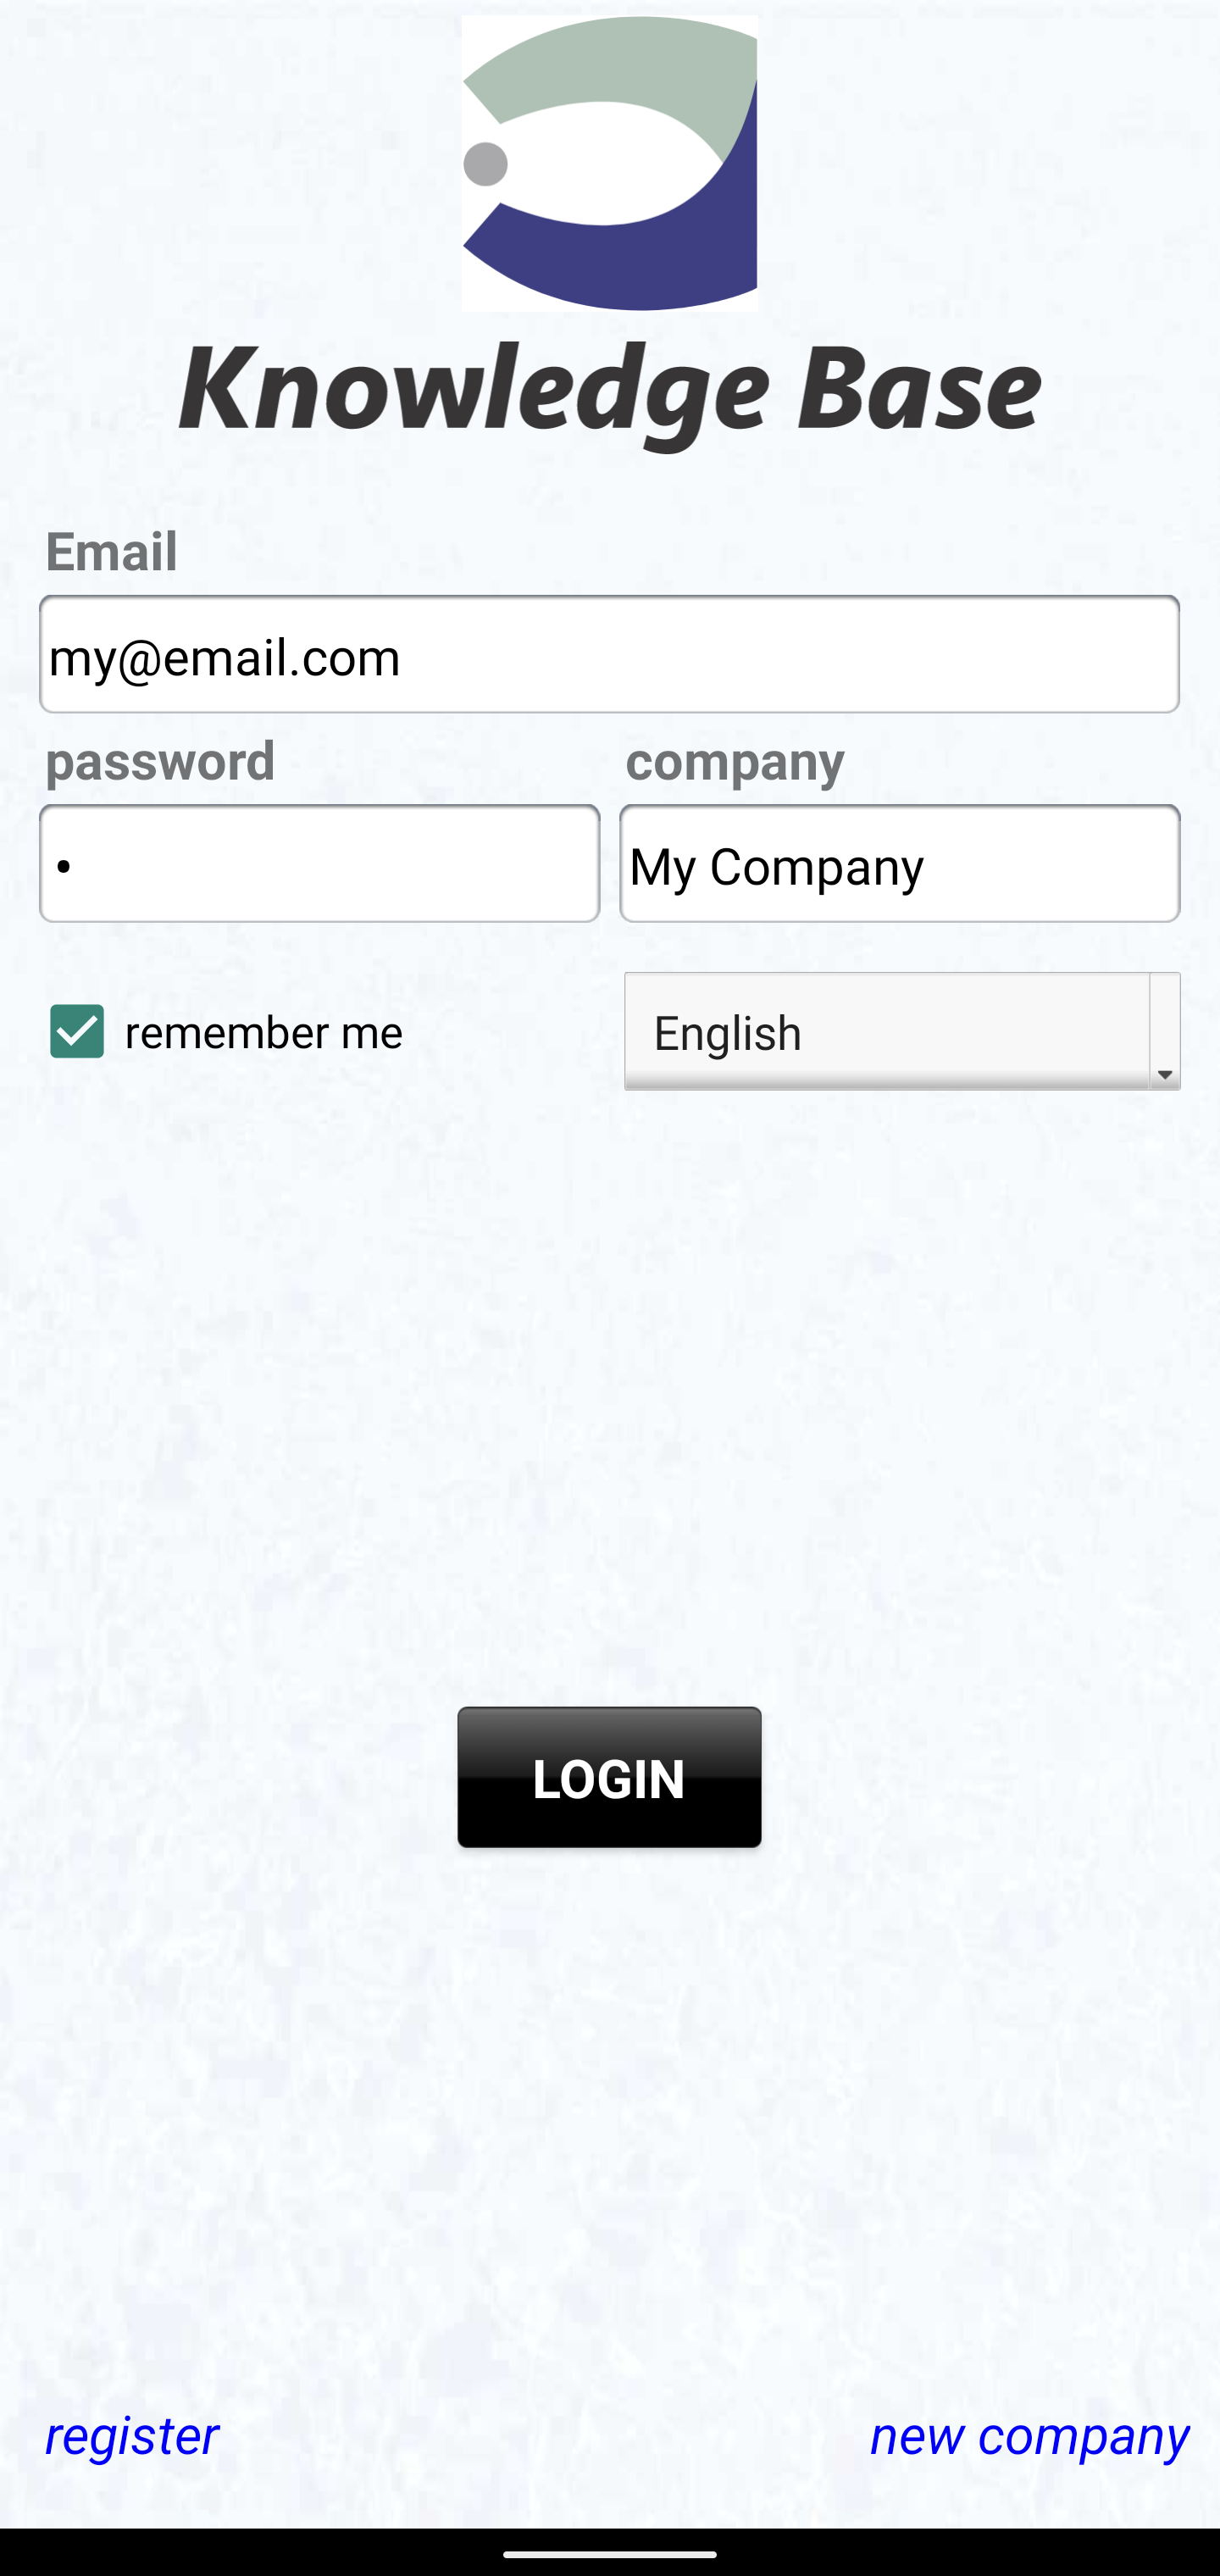 Knowledge Base
Email
my@email.com
password company
• My Company
remember me English
LOGIN
register new company